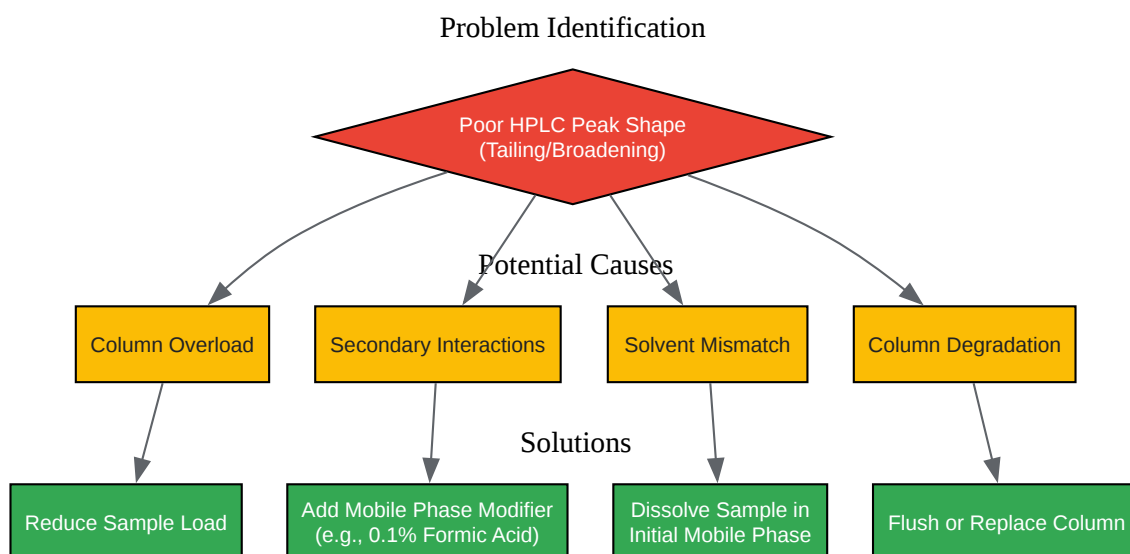 Problem Identification
Poor HPLC Peak Shape
(Tailing/Broadening)
Potential Causes
Column Overload
Secondary Interactions
Solvent Mismatch
Column Degradation
Solutions
Reduce Sample Load
Add Mobile Phase Modifier
(e.g., 0.1% Formic Acid)
Dissolve Sample in
Initial Mobile Phase
Flush or Replace Column